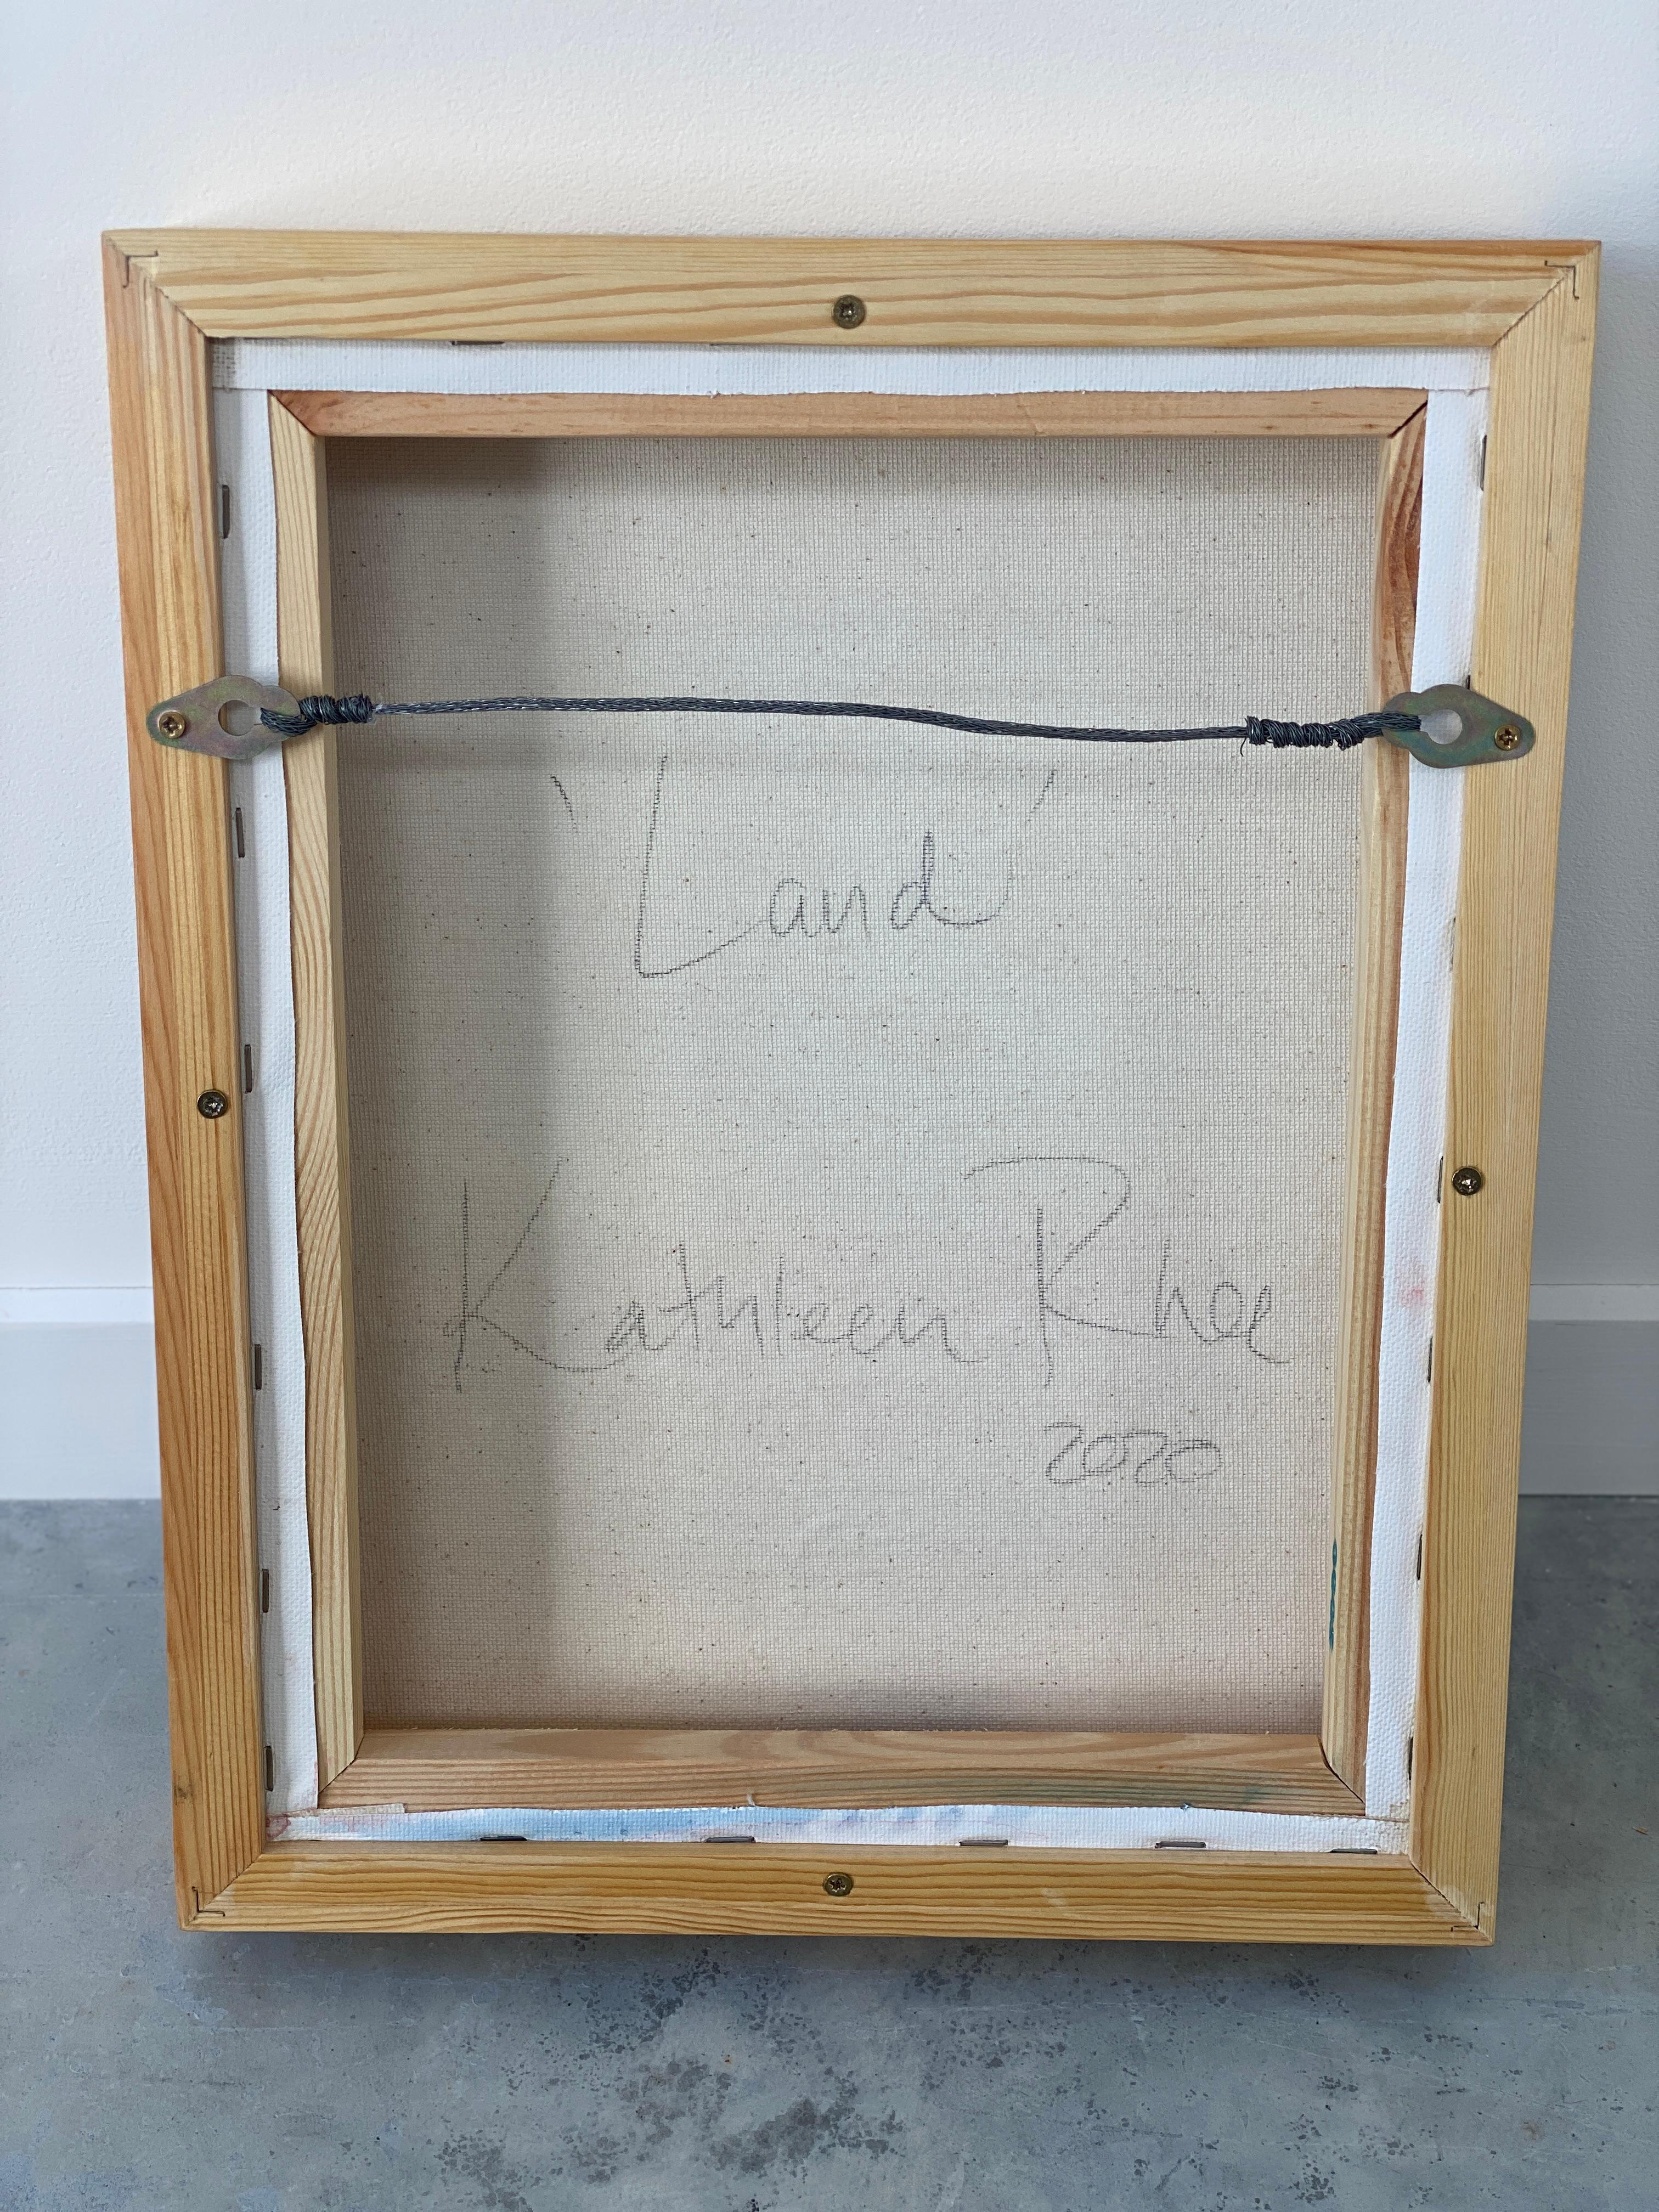 'Land'
Kathleen Rhee
2020